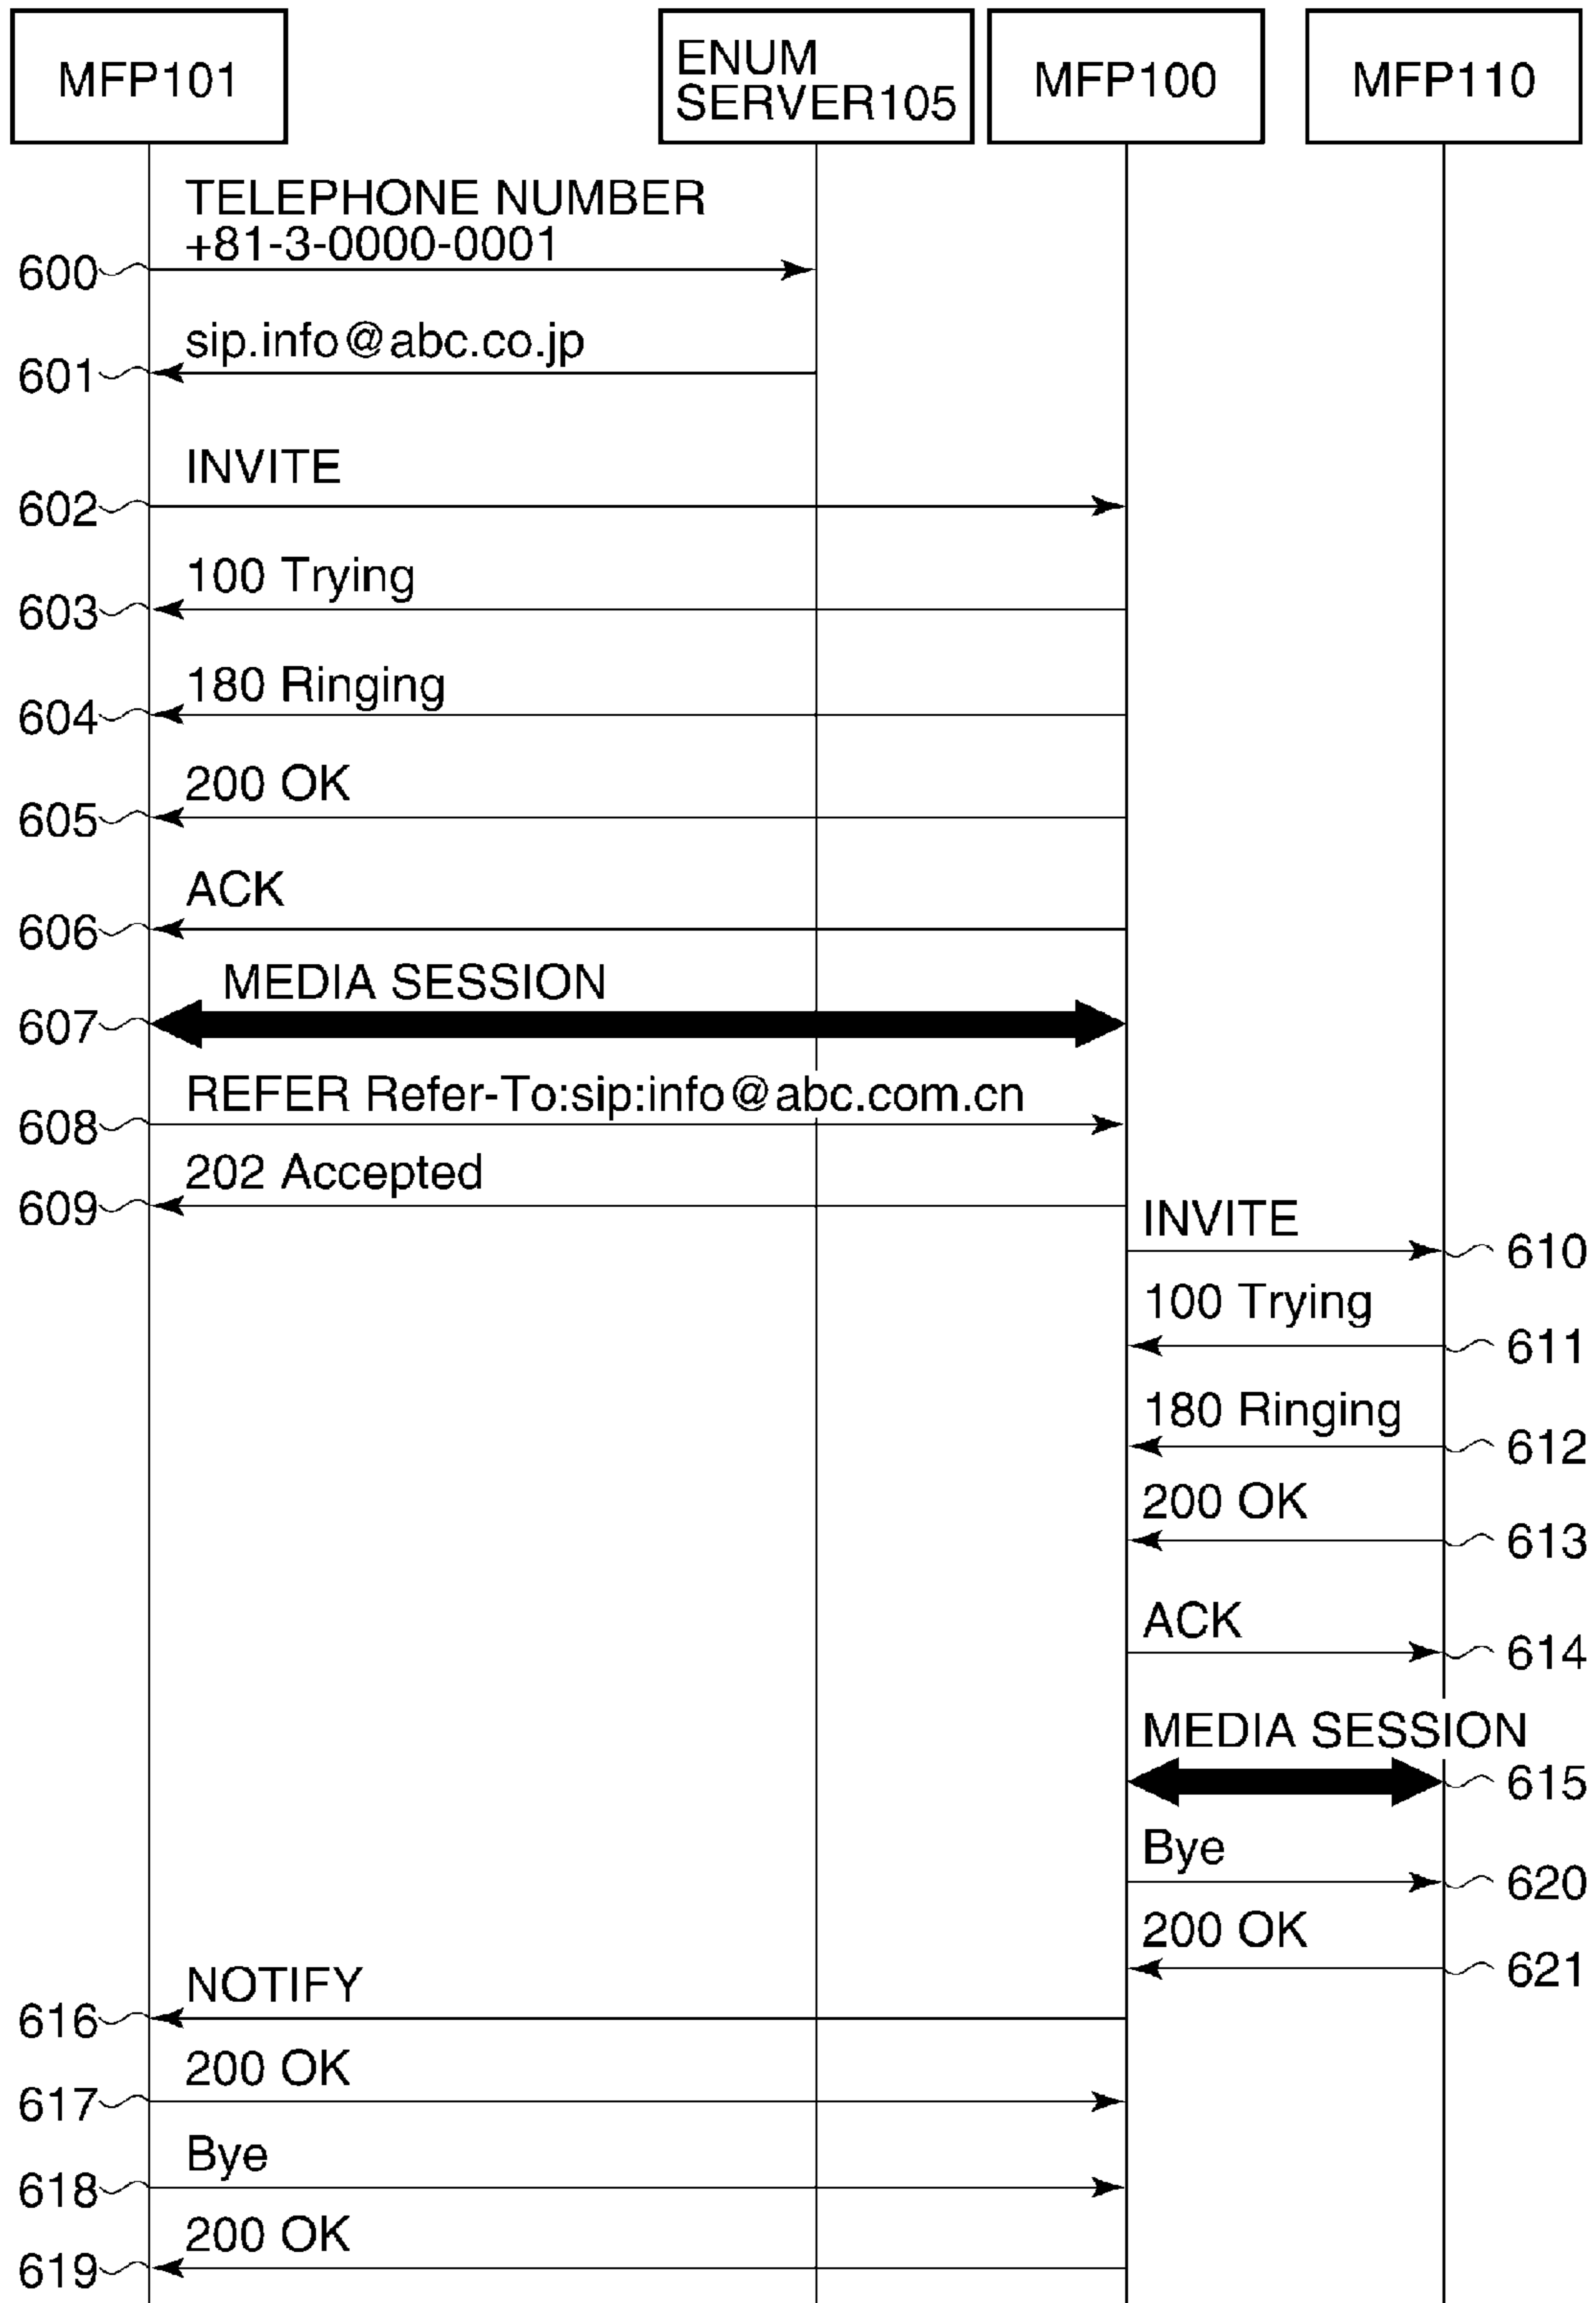 MFP101
ENUM
SERVER105
MFP100
MFP110
TELEPHONE NUMBER
+81-3-0000-0001
600
sip.info@abc.co.jp
601
INVITE
602
100 Trying
603
180 Ringing
604
200 OK
605
ACK
606
MEDIA SESSION
607
REFER Refer-To:sip:info@abc.com.cn
608
202 Accepted
609
INVITE
610
100 Trying
611
180 Ringing
612
200 OK
613
ACK
614
MEDIA SESSION
615
Bye
620
200 OK
621
NOTIFY
616
200 OK
617
Bye
618
200 OK
619